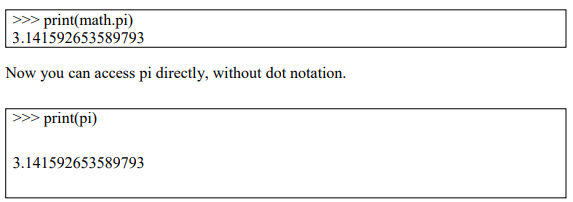 >>> print(math.pi)
3.141592653589793
Now you can access pi directly, without dot notation.
>>> print(pi)
3.141592653589793